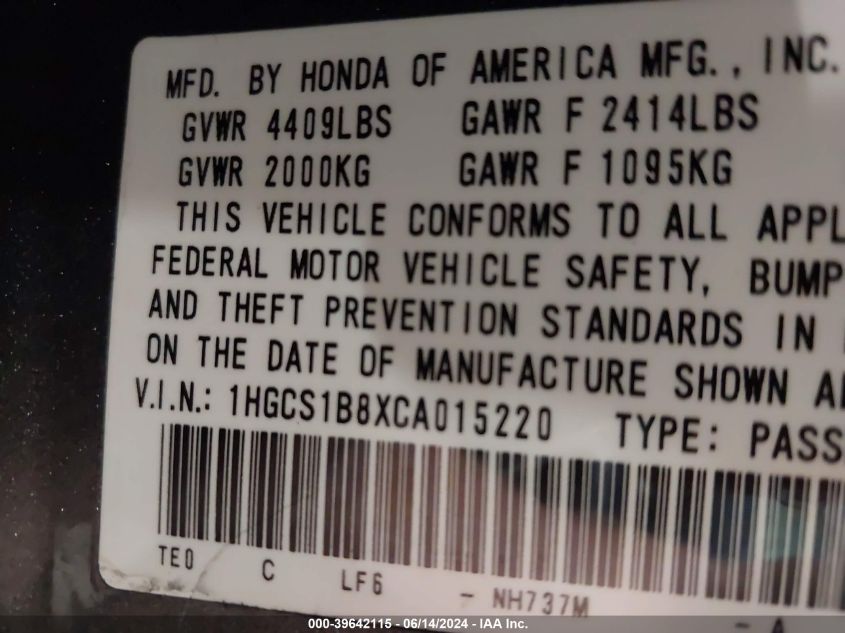 MFD. BY HONDA OF AMERICA MFG., INC.
GVWR 4409LBS GAWR F 2414LBS
GVWR 2000KG GAWR F 1095KG
THIS VEHICLE CONFORMS TO ALL APPL
FEDERAL MOTOR VEHICLE SAFETY, BUMP
AND THEFT PREVENTION STANDARDS IN
ON THE DATE OF MANUFACTURE SHOWN A
V.I.N.: 1HGCS1B8XCA015220 TYPE: PASS
TE0 C LF6 - NH737M - A
000-39642115 - 06/14/2024 - IAA Inc.